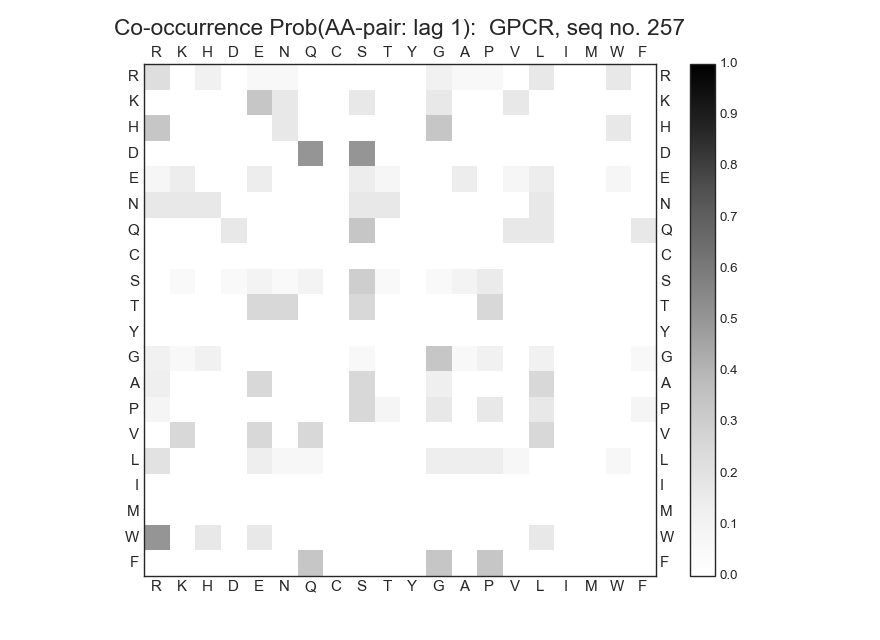 Co-occurrence Prob(AA-pair: lag 1):  GPCR, seq no. 257
R K H D E N Q C S T Y G A P V L I M W F
R R
K K
H H
D D
E E
N N
Q Q
C C
S S
T T
Y Y
G G
A A
P P
V V
L L
I I
M M
W W
F F
R K H D E N Q C S T Y G A P V L I M W F
1.0
0.9
0.8
0.7
0.6
0.5
0.4
0.3
0.2
0.1
0.0